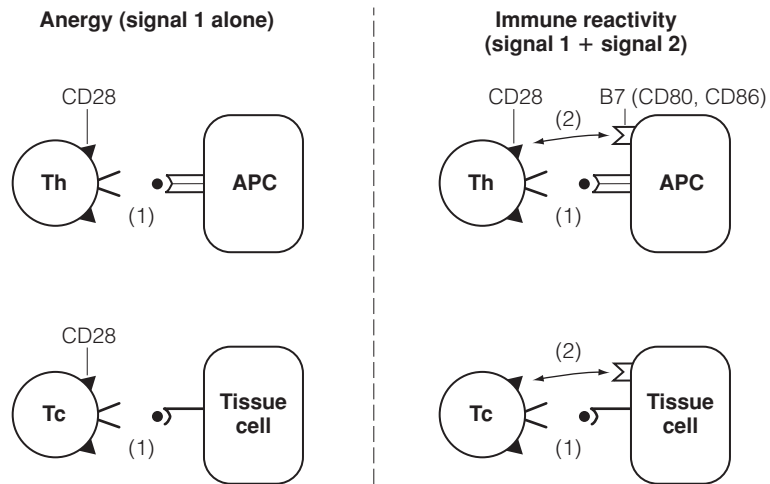 Anergy (signal 1 alone)
Immune reactivity
(signal 1 + signal 2)
CD28
Th
(1)
APC
CD28
B7 (CD80, CD86)
(2)
Th
(1)
APC
CD28
Tc
(1)
Tissue
cell
(2)
Tc
(1)
Tissue
cell